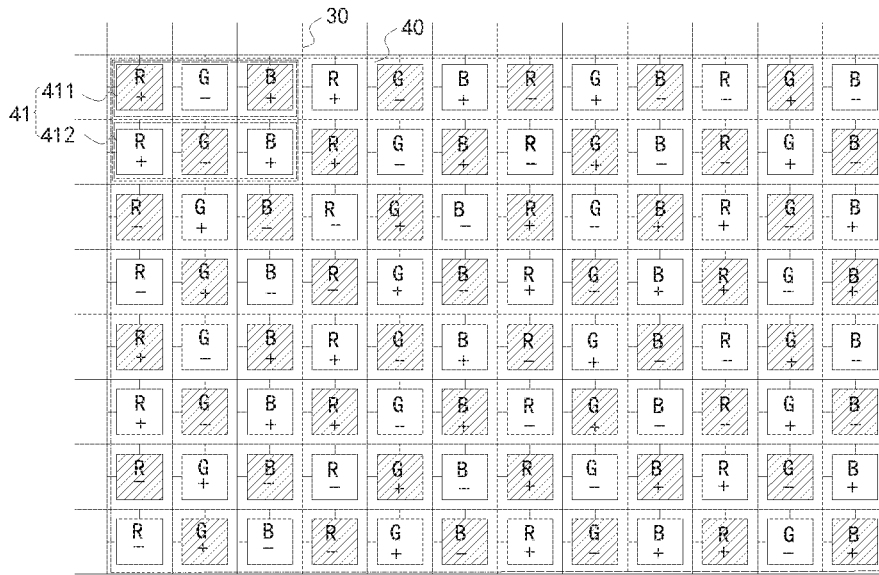 30
40
R G B R G B R G B R G B
+ - + + - + - + - - + -
41 411 412
R G B R G B R G B R G B
+ - + + - + - + - - + -
R G B R G B R G B R G B
- + - - + - + - + + - +
R G B R G B R G B R G B
- + - - + - + - + + - +
R G B R G B R G B R G B
+ - + + - + - + - - + -
R G B R G B R G B R G B
+ - + + - + - + - - + -
R G B R G B R G B R G B
- + - - + - + - + + - +
R G B R G B R G B R G B
- + - - + - + - + + - +